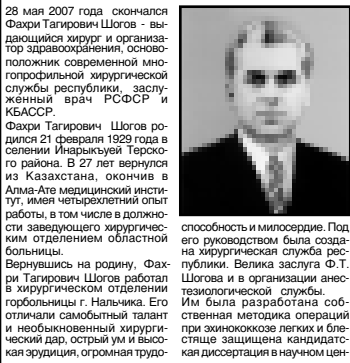 28 мая 2007 года скончался
Фахри Тагирович Шогов - вы-
дающийся хирург и организа-
тор здравоохранения, осново-
положник современной мно-
гопрофильной хирургической
службы республики, заслу-
женный врач РСФСР и
КБАССР.
Фахри Тагирович Шогов ро-
дился 21 февраля 1929 года в
селении Инарыкъуей Терско-
го района. В 27 лет вернулся
из Казахстана, окончив в
Алма-Ате медицинский инсти-
тут, имея четырехлетний опыт
работы, в том числе в должно-
сти заведующего хирургичес-
ким отделением областной
больницы.
Вернувшись на родину, Фах-
ри Тагирович Шогов работал
в хирургическом отделении
горбольницы г. Нальчика. Его
отличали самобытный талант
и необыкновенный хирурги-
ческий дар, острый ум и высо-
кая эрудиция, огромная трудо-
способность и милосердие. Под
его руководством была созда-
на хирургическая служба рес-
публики. Велика заслуга Ф.Т.
Шогова и в организации анес-
тезиологической службы.
Им была разработана соб-
ственная методика операций
при эхинококкозе легких и бле-
стяще защищена кандидатс-
кая диссертация в научном цен-